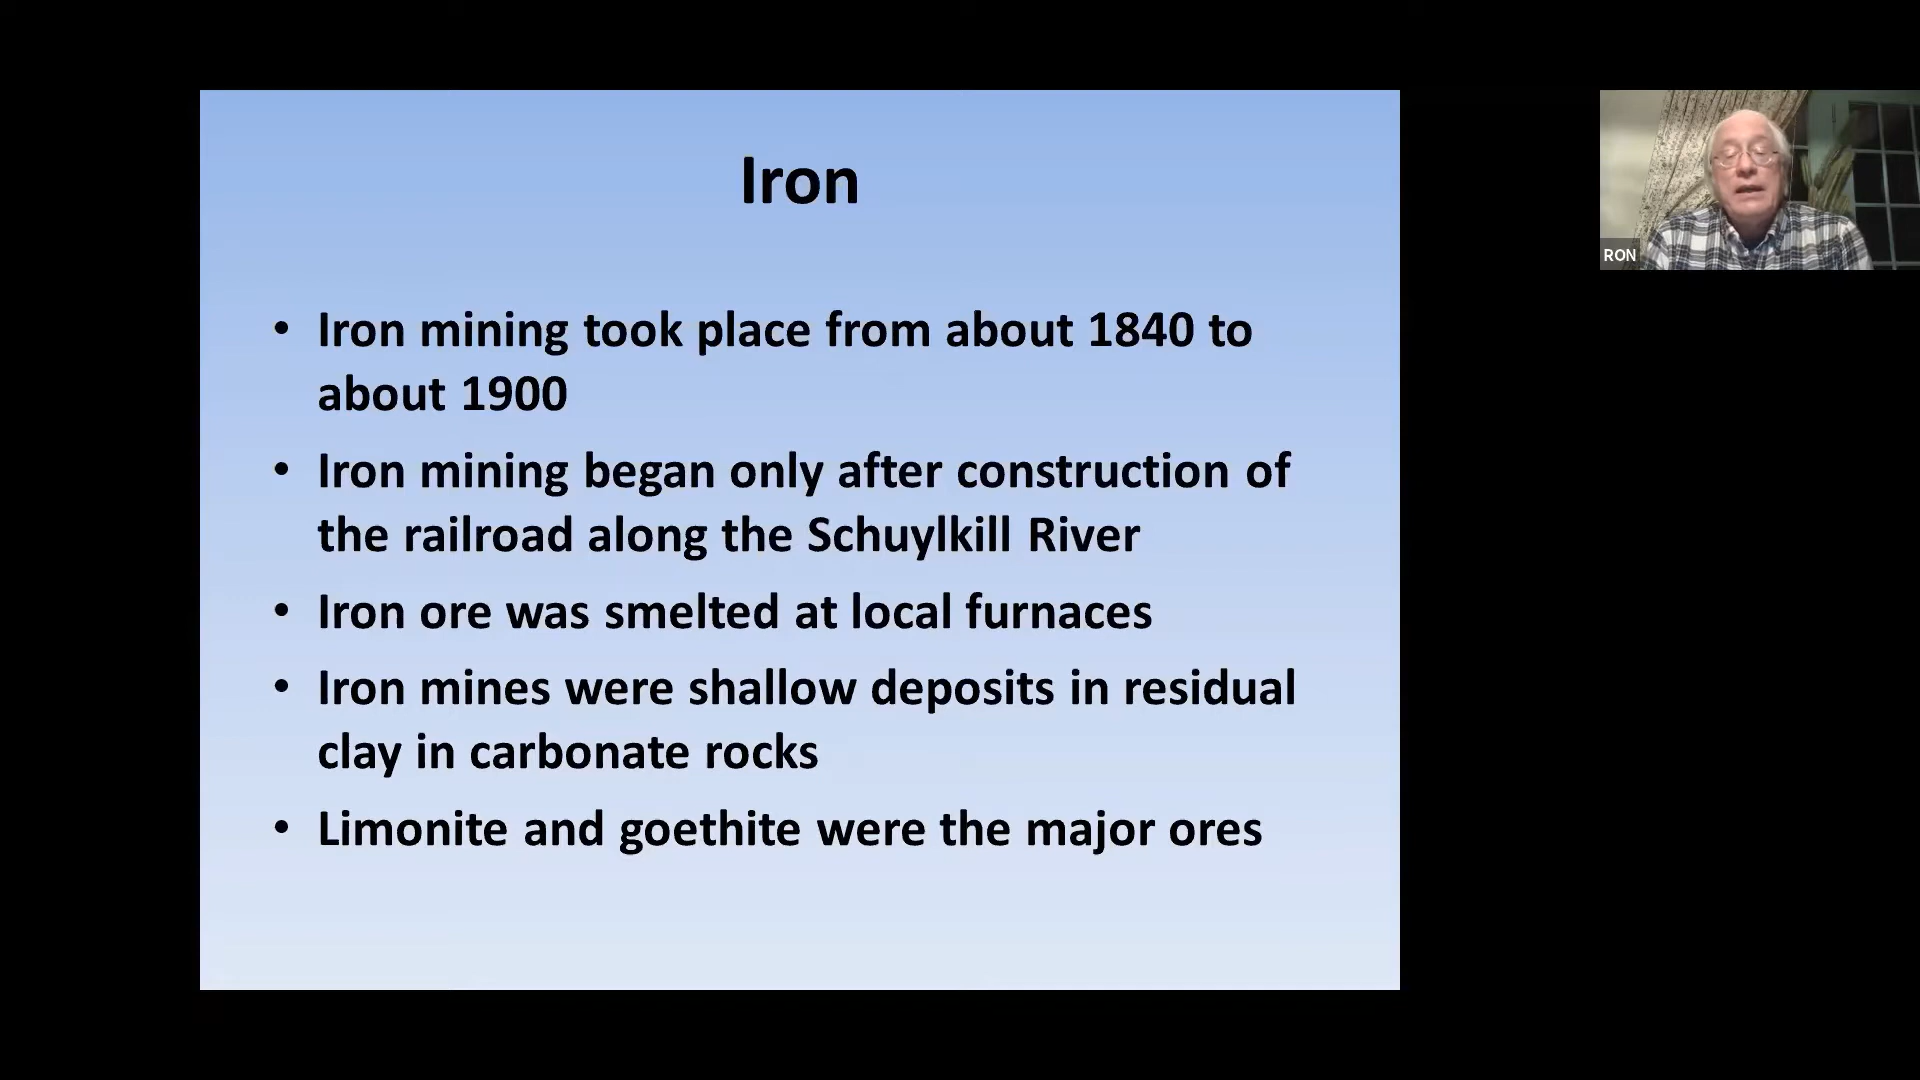 Iron
• Iron mining took place from about 1840 to
about 1900
• Iron mining began only after construction of
the railroad along the Schuylkill River
• Iron ore was smelted at local furnaces
• Iron mines were shallow deposits in residual
clay in carbonate rocks
• Limonite and goethite were the major ores
RON